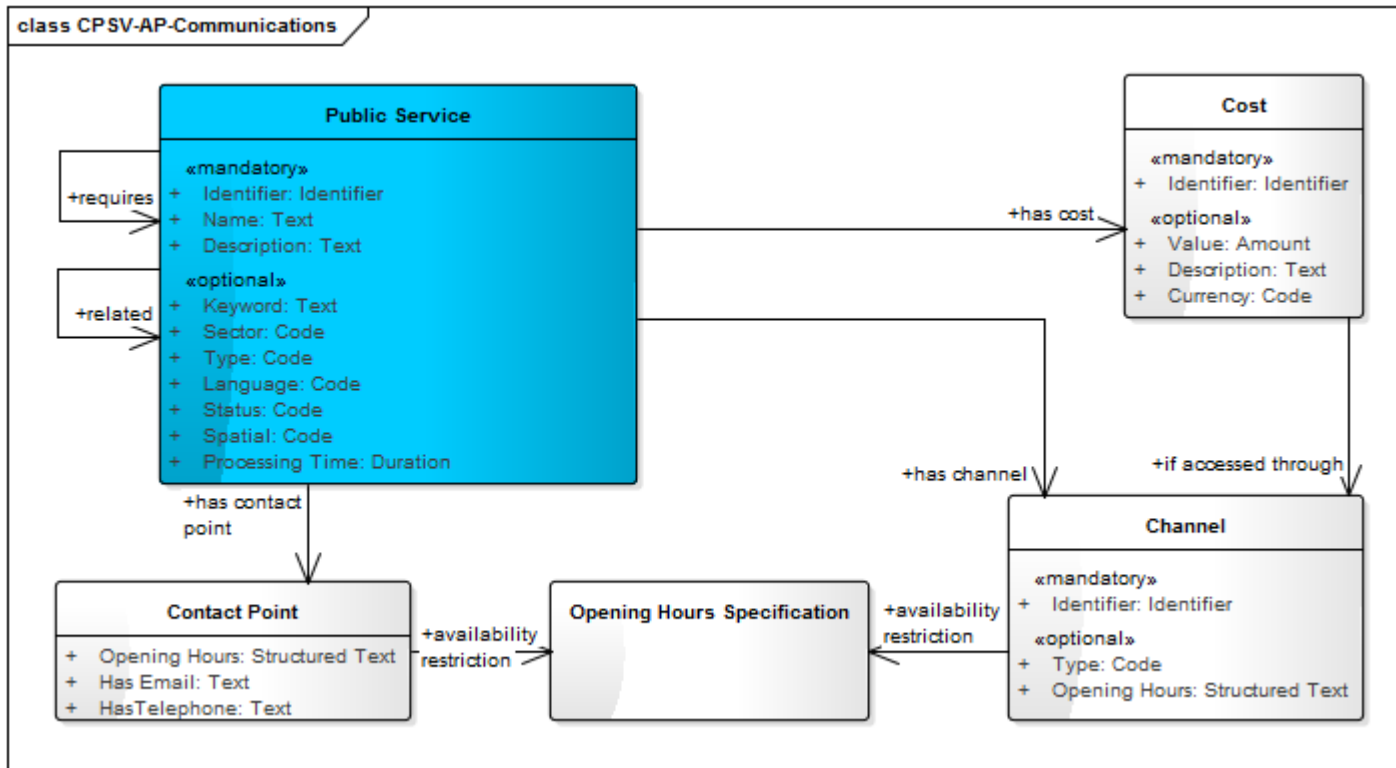 class CPSV-AP-Communications
Public Service
«mandatory»
+ Identifier: Identifier
+ Name: Text
+ Description: Text
«optional»
+ Keyword: Text
+ Sector: Code
+ Type: Code
+ Language: Code
+ Status: Code
+ Spatial: Code
+ Processing Time: Duration
+requires
+related
+has cost
Cost
«mandatory»
+ Identifier: Identifier
«optional»
+ Value: Amount
+ Description: Text
+ Currency: Code
+has channel
+if accessed through
+has contact
point
Contact Point
+ Opening Hours: Structured Text
+ Has Email: Text
+ HasTelephone: Text
+availability
restriction
Opening Hours Specification
+availability
restriction
Channel
«mandatory»
+ Identifier: Identifier
«optional»
+ Type: Code
+ Opening Hours: Structured Text